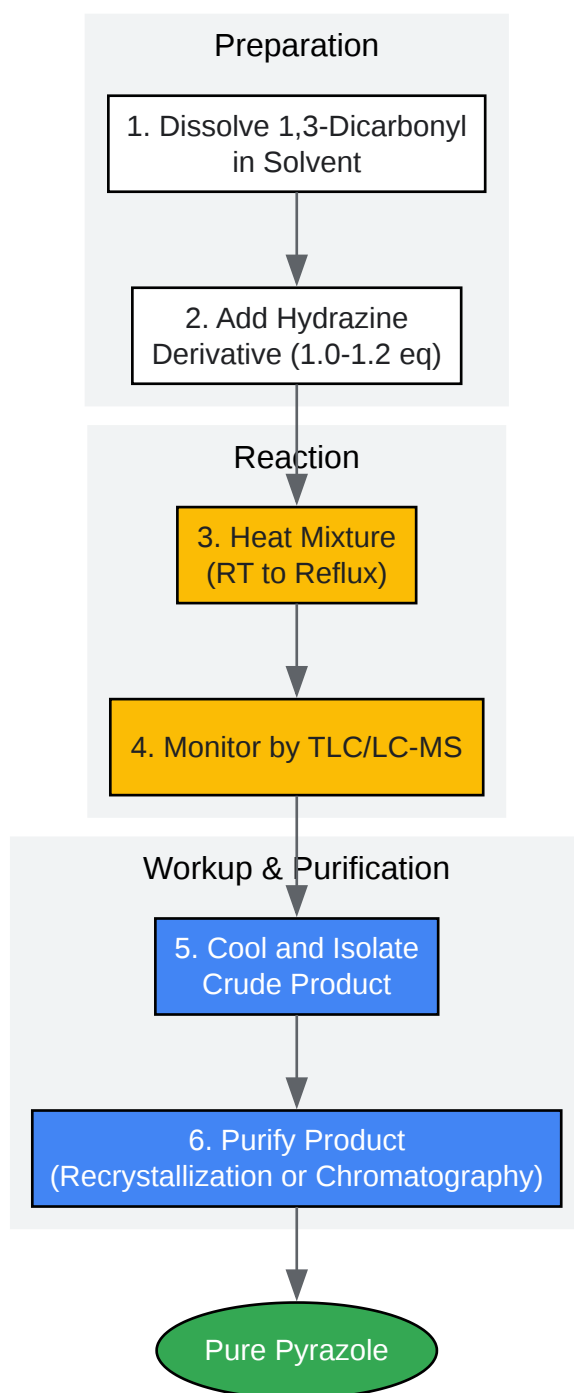 Preparation
1. Dissolve 1,3-Dicarbonyl
in Solvent
2. Add Hydrazine
Derivative (1.0-1.2 eq)
Reaction
3. Heat Mixture
(RT to Reflux)
4. Monitor by TLC/LC-MS
Workup & Purification
5. Cool and Isolate
Crude Product
6. Purify Product
(Recrystallization or Chromatography)
Pure Pyrazole